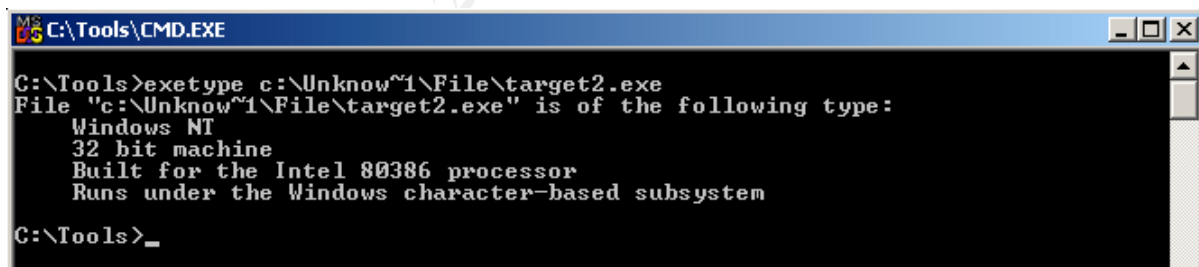 C:\Tools\CMD.EXE
C:\Tools>exetype c:\Unknow~1\File\target2.exe
File "c:\Unknow~1\File\target2.exe" is of the following type:
    Windows NT
    32 bit machine
    Built for the Intel 80386 processor
    Runs under the Windows character-based subsystem
C:\Tools>_